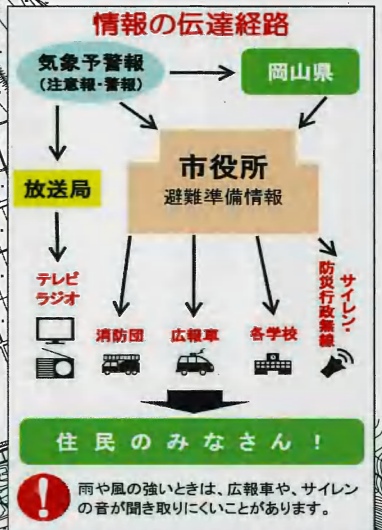 情報の伝達経路
気象予警報
(注意報・警報)
岡山県
市役所
避難準備情報
放送局
テレビ
ラジオ
消防団
広報車
各学校
サイレン・
防災行政無線
住民のみなさん!
雨や風の強いときは、広報車や、サイレン
の音が聞き取りにくいことがあります。